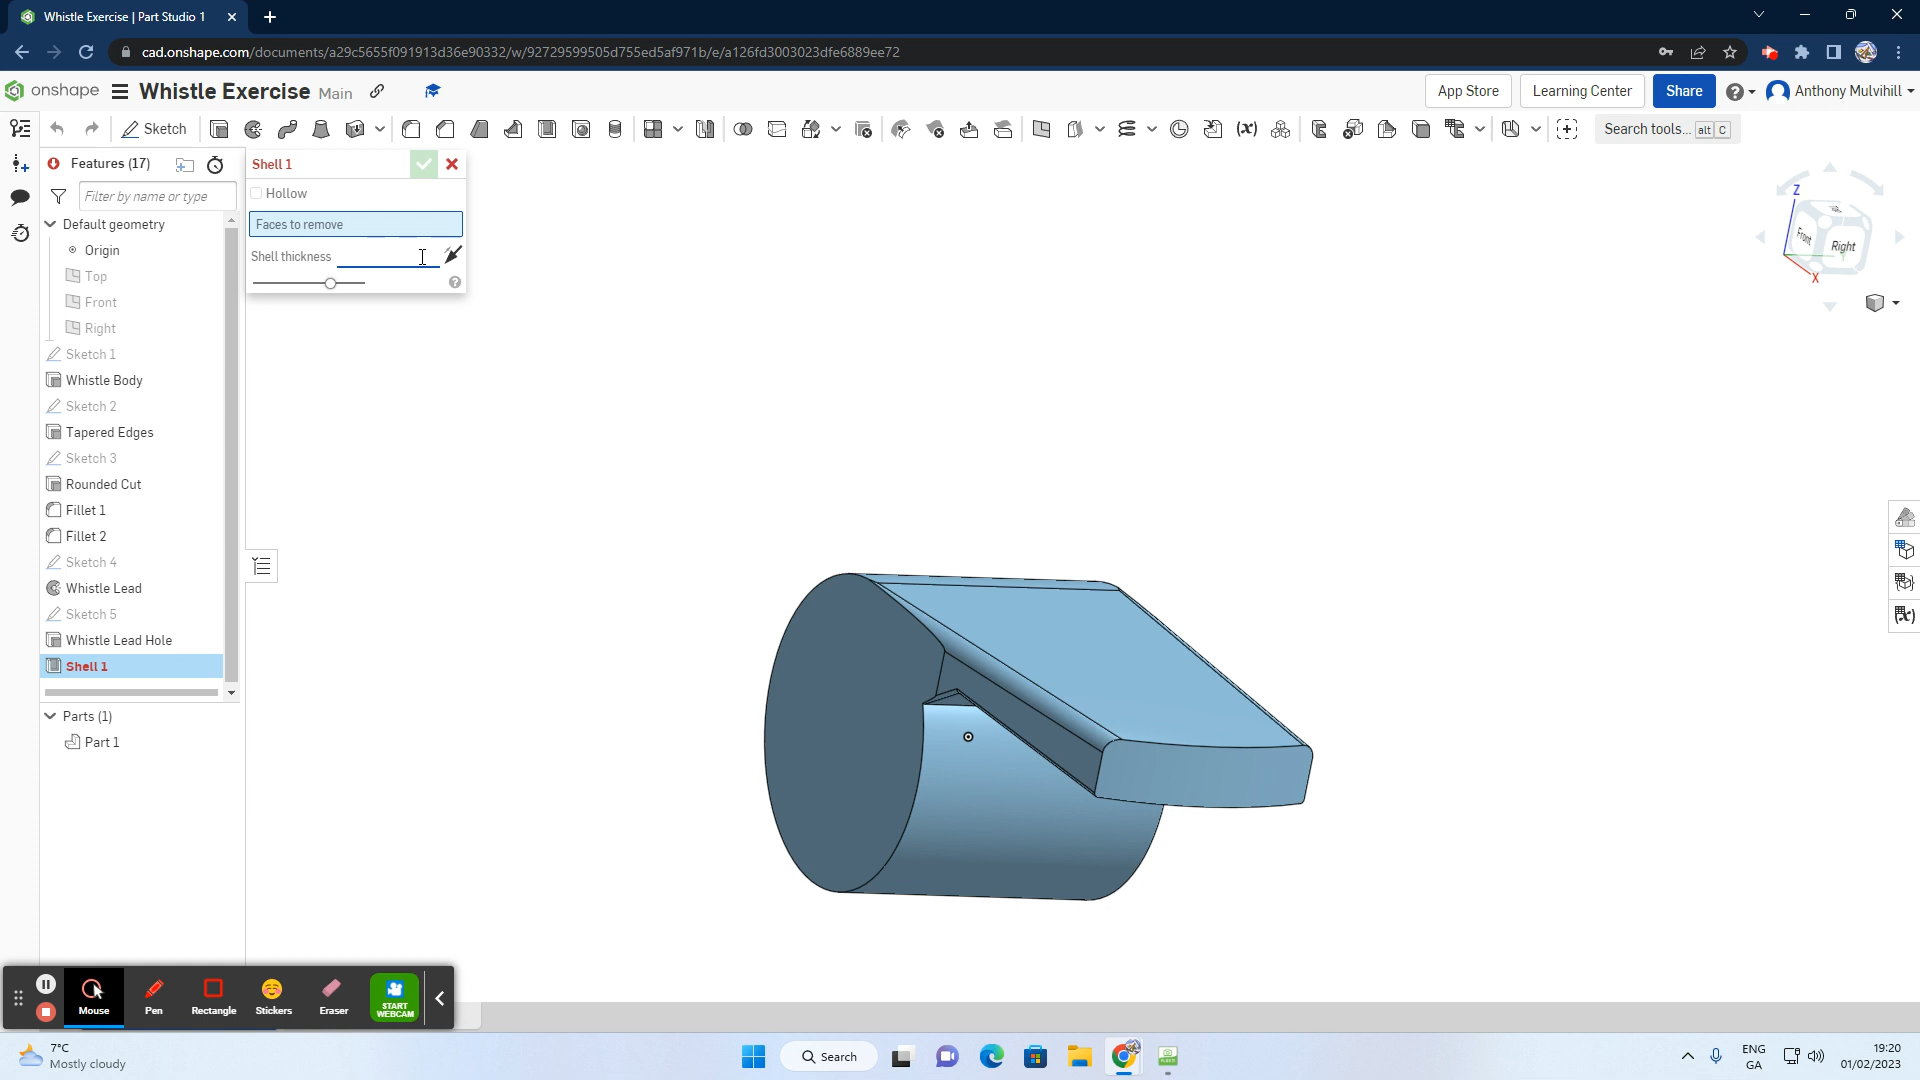 Whistle Exercise | Part Studio 1
cad.onshape.com/documents/a29c5655f091913d36e90332/w/92729599505d755ed5af971b/e/a126fd3003023dfe6889ee72
onshape Whistle Exercise Main
App Store Learning Center Share Anthony Mulvihill
Sketch
Search tools... alt C
Features (17)
Filter by name or type
Default geometry
Origin
Top
Front
Right
Sketch 1
Whistle Body
Sketch 2
Tapered Edges
Sketch 3
Rounded Cut
Fillet 1
Fillet 2
Sketch 4
Whistle Lead
Sketch 5
Whistle Lead Hole
Shell 1
Parts (1)
Part 1
Shell 1
Hollow
Faces to remove
Shell thickness
Z
Front
Right
X
Mouse
Pen
Rectangle
Stickers
Eraser
START
WEBCAM
7°C
Mostly cloudy
Search
ENG
GA
19:20
01/02/2023